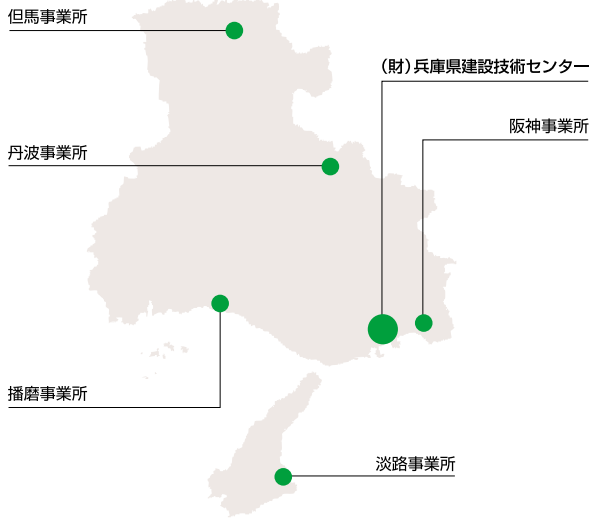 但馬事業所
(財)兵庫県建設技術センター
阪神事業所
丹波事業所
播磨事業所
淡路事業所